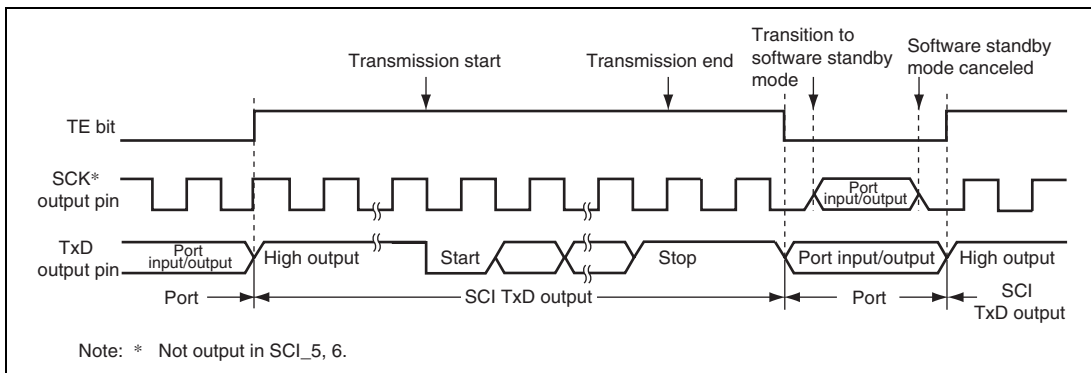 Transition to
software standby
mode
Software standby
mode canceled
Transmission start
Transmission end
TE bit
SCK*
output pin
Port
input/output
TxD
output pin
Port
input/output
High output
Start
Stop
Port input/output
High output
Port
SCI TxD output
Port
SCI
TxD output
Note: * Not output in SCI_5, 6.